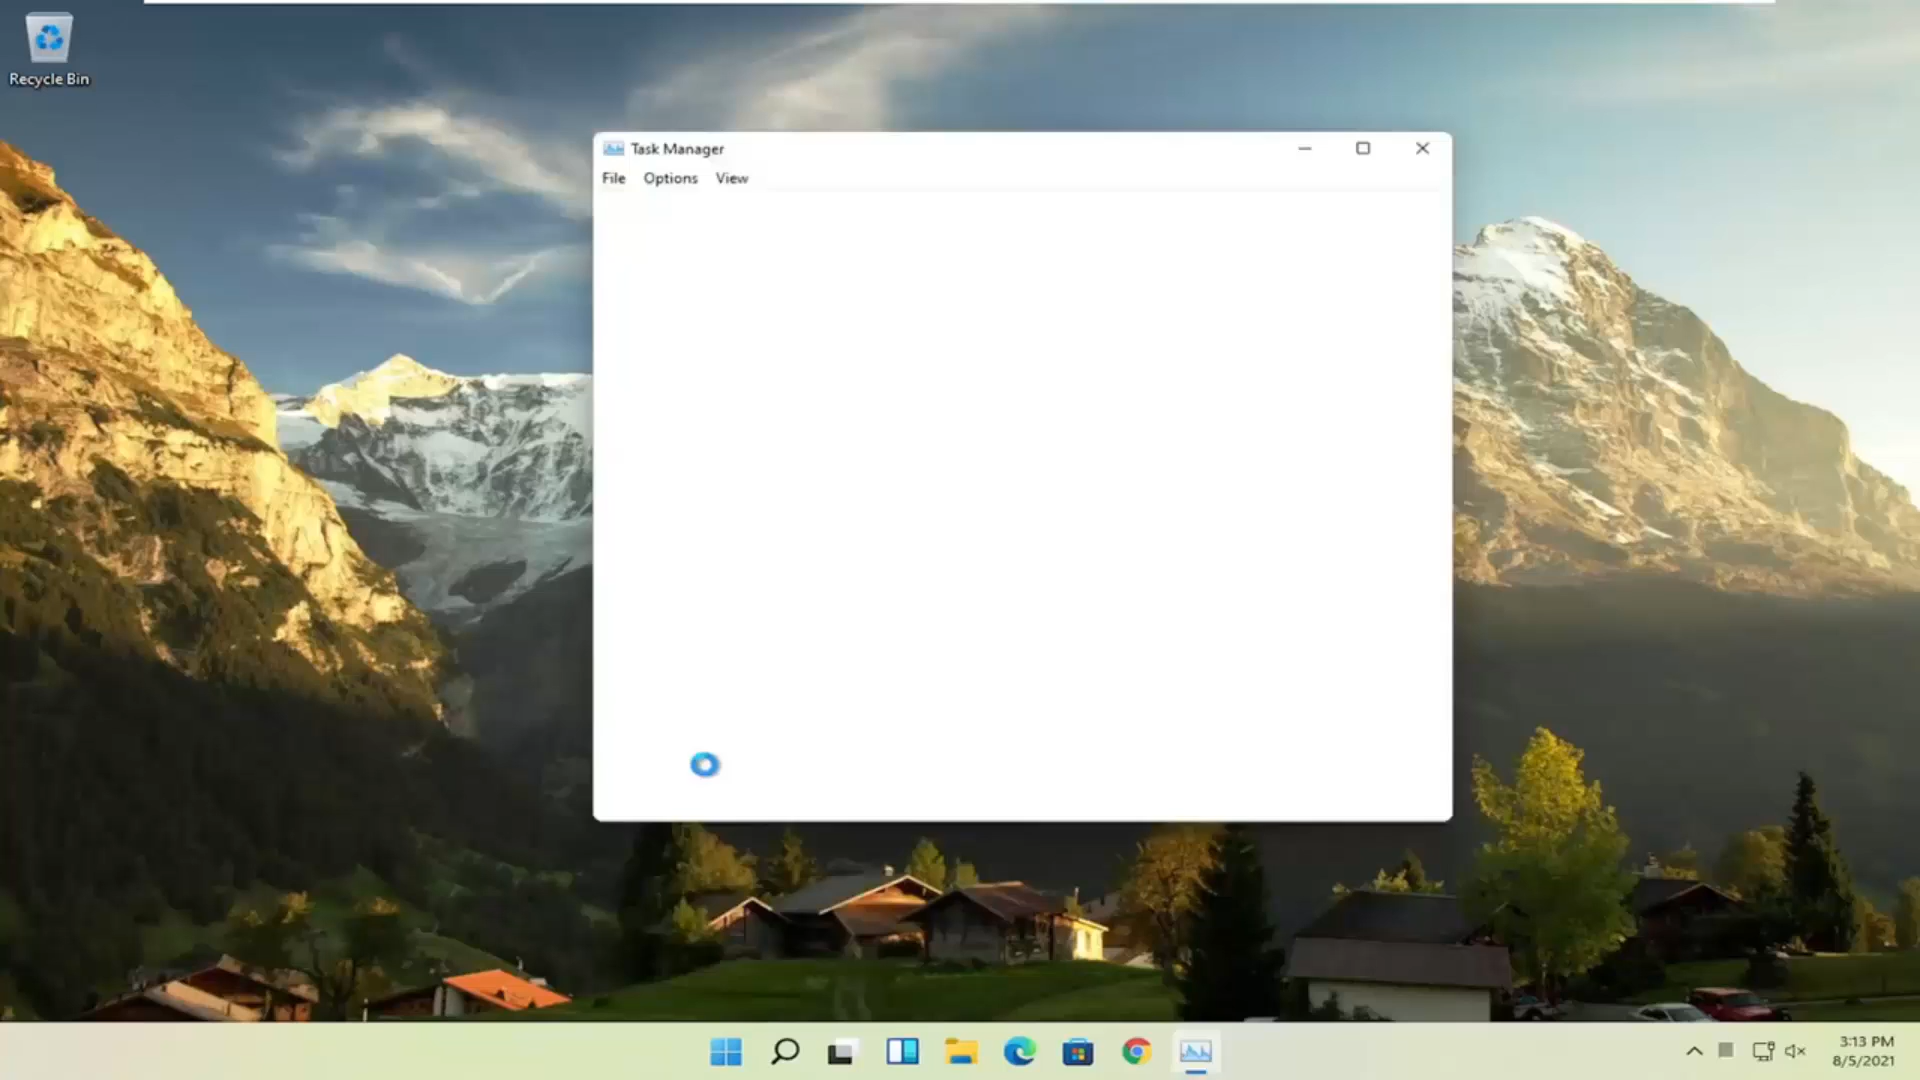 Recycle Bin
Task Manager
File Options View
3:13 PM
8/5/2021